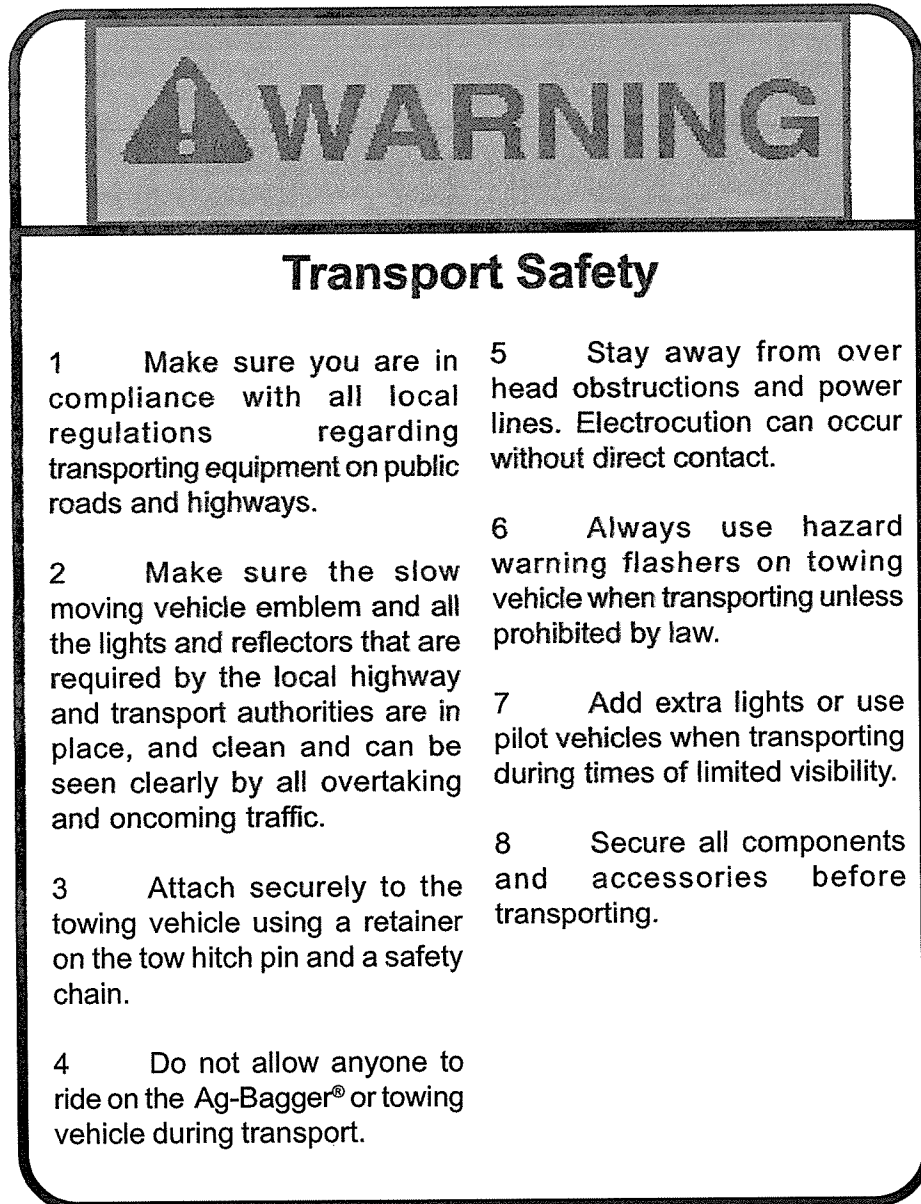 WARNING
Transport Safety
1 Make sure you are in
compliance with all local
regulations regarding
transporting equipment on public
roads and highways.
2 Make sure the slow
moving vehicle emblem and all
the lights and reflectors that are
required by the local highway
and transport authorities are in
place, and clean and can be
seen clearly by all overtaking
and oncoming traffic.
3 Attach securely to the
towing vehicle using a retainer
on the tow hitch pin and a safety
chain.
4 Do not allow anyone to
ride on the Ag-Bagger® or towing
vehicle during transport.
5 Stay away from over
head obstructions and power
lines. Electrocution can occur
without direct contact.
6 Always use hazard
warning flashers on towing
vehicle when transporting unless
prohibited by law.
7 Add extra lights or use
pilot vehicles when transporting
during times of limited visibility.
8 Secure all components
and accessories before
transporting.